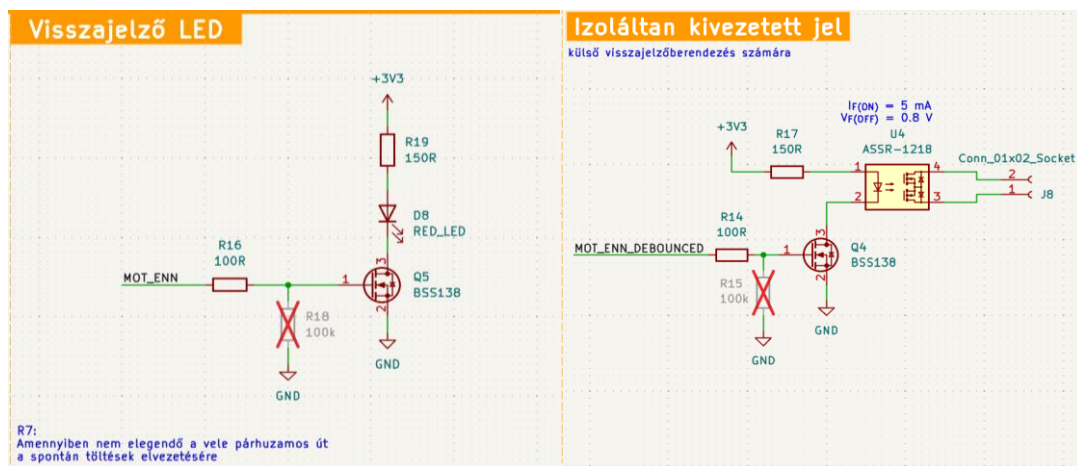 Visszajelző LED
+3V3
R19
150R
D8
RED_LED
R16
100R
MOT_ENN
1
3
2
Q5
BSS138
R18
100k
GND
GND
R7:
Amennyiben nem elegendő a vele párhuzamos út
a spontán töltések elvezetésére
Izoláltan kivezetett jel
külső visszajelzőberendezés számára
IF(ON) = 5 mA
VF(OFF) = 0.8 V
U4
ASSR-1218
+3V3
R17
150R
1
2
4
3
Conn_01x02_Socket
2
1
J8
R14
100R
MOT_ENN_DEBOUNCED
1
3
2
Q4
BSS138
R15
100k
GND
GND